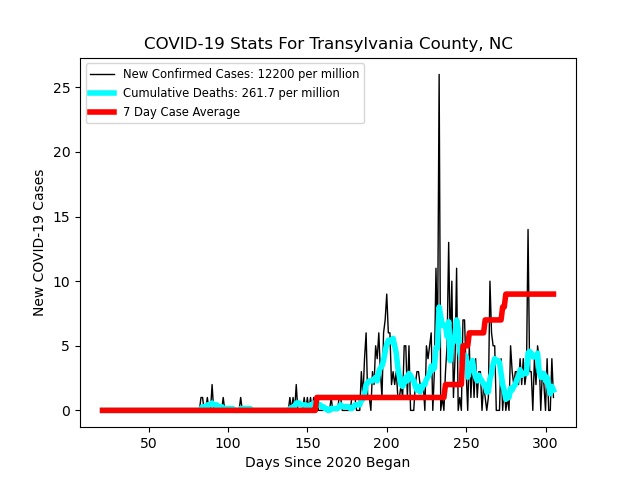 COVID-19 Stats For Transylvania County, NC
New Confirmed Cases: 12200 per million
Cumulative Deaths: 261.7 per million
7 Day Case Average
25
20
15
10
5
0
New COVID-19 Cases
50 100 150 200 250 300
Days Since 2020 Began